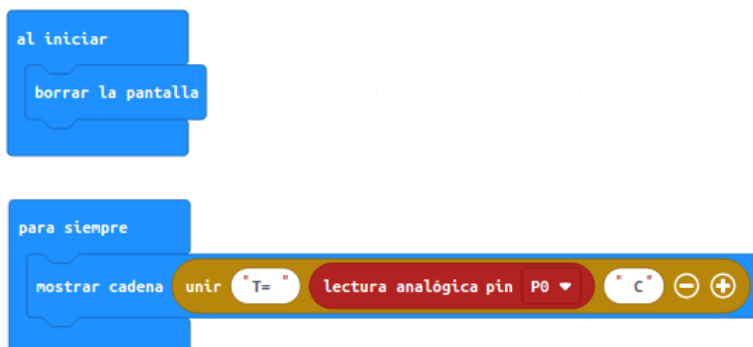 al iniciar
borrar la pantalla
para siempre
mostrar cadena unir "T= " lectura analógica pin P0 " C"